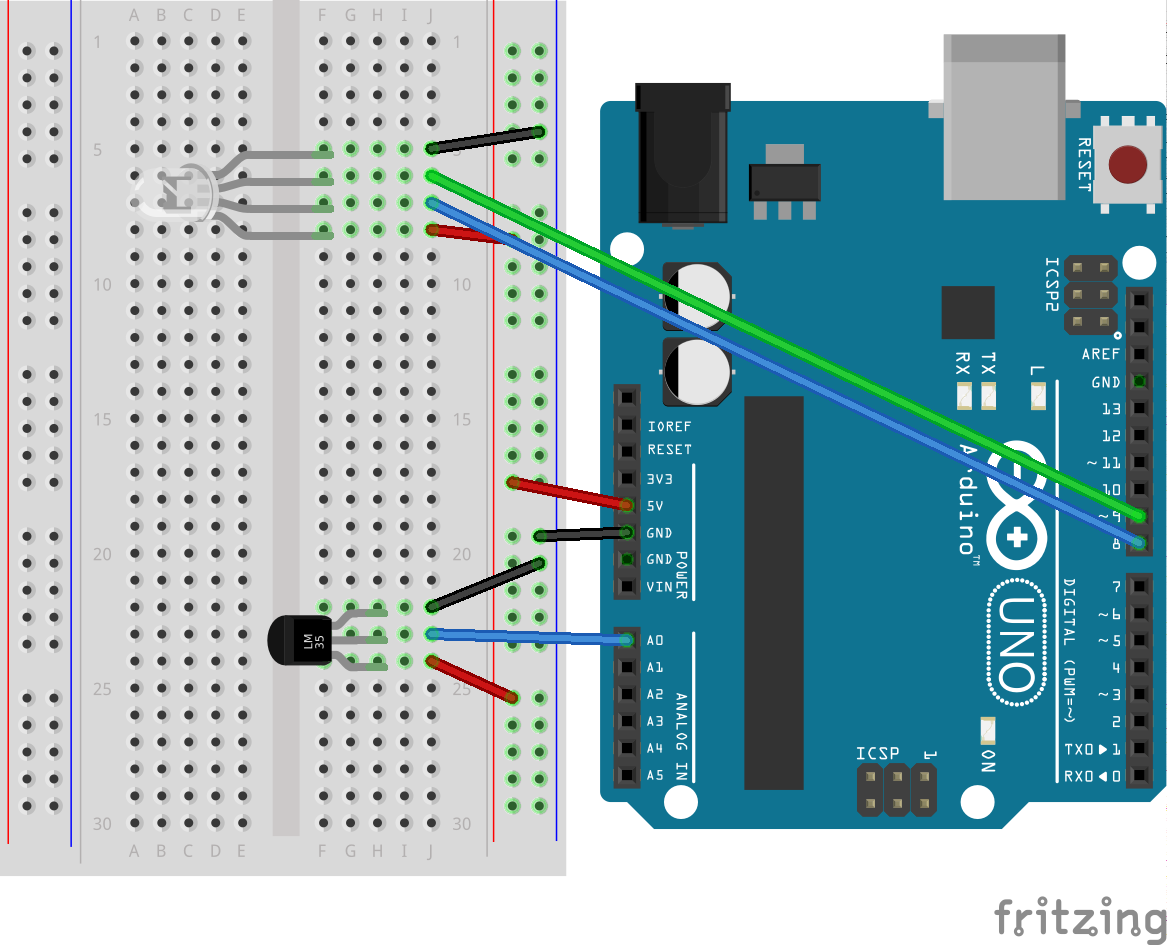 A B C D E F G H I J
1 1
5 5
10 10
15 15
20 20
25 25
30 30
A B C D E F G H I J
LM
35
RESET
ICSP2
AREF
GND
13
12
~11
10
~9
8
7
~6
~5
4
~3
2
TX0▶1
RX0◀0
RX
TX
L
Arduino™
UNO
DIGITAL (PWM=~)
IOREF
RESET
3V3
5V
GND
GND
VIN
POWER
A0
A1
A2
A3
A4
A5
ANALOG IN
ICSP
1
ON
fritzing